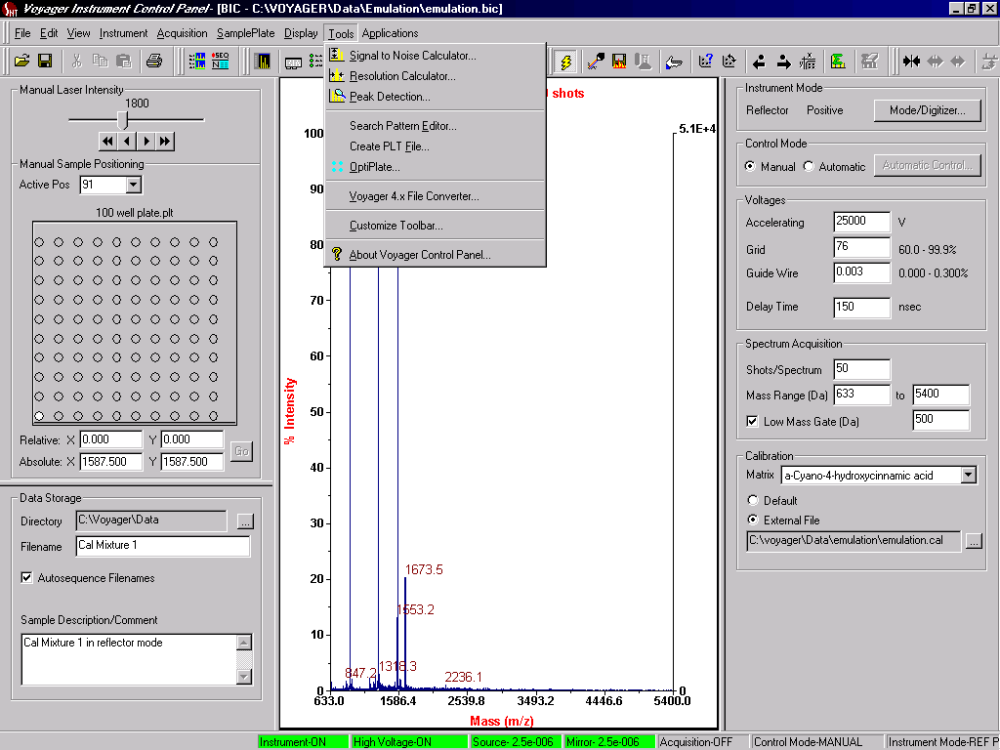 Voyager Instrument Control Panel- [BIC - C:\VOYAGER\Data\Emulation\emulation.bic]
File Edit View Instrument Acquisition SamplePlate Display Tools Applications
Signal to Noise Calculator...
Resolution Calculator...
Peak Detection...
Search Pattern Editor...
Create PLT File...
OptiPlate...
Voyager 4.x File Converter...
Customize Toolbar...
About Voyager Control Panel...
Manual Laser Intensity
1800
Manual Sample Positioning
Active Pos 91
100 well plate.plt
Relative: X 0.000 Y 0.000
Absolute: X 1587.500 Y 1587.500
Go
Data Storage
Directory C:\Voyager\Data ...
Filename Cal Mixture 1
Autosequence Filenames
Sample Description/Comment
Cal Mixture 1 in reflector mode
shots
5.1E+4
100
90
80
70
60
50
40
30
20
10
0
% Intensity
1673.5
1553.2
1318.3
847.2
2236.1
0
633.0 1586.4 2539.8 3493.2 4446.6 5400.0
Mass (m/z)
Instrument Mode
Reflector Positive Mode/Digitizer...
Control Mode
Manual Automatic Automatic Control...
Voltages
Accelerating 25000 V
Grid 76 60.0 - 99.9%
Guide Wire 0.003 0.000 - 0.300%
Delay Time 150 nsec
Spectrum Acquisition
Shots/Spectrum 50
Mass Range (Da) 633 to 5400
Low Mass Gate (Da) 500
Calibration
Matrix a-Cyano-4-hydroxycinnamic acid
Default
External File
C:\voyager\Data\emulation\emulation.cal ...
Instrument-ON High Voltage-ON Source- 2.5e-006 Mirror- 2.5e-006 Acquisition-OFF Control Mode-MANUAL Instrument Mode-REF P